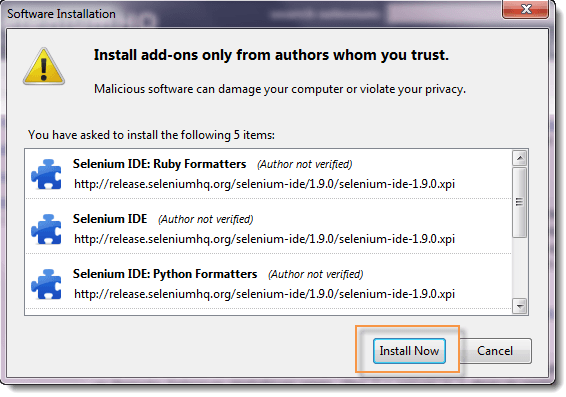 Software Installation
Install add-ons only from authors whom you trust.
Malicious software can damage your computer or violate your privacy.
You have asked to install the following 5 items:
Selenium IDE: Ruby Formatters (Author not verified)
http://release.seleniumhq.org/selenium-ide/1.9.0/selenium-ide-1.9.0.xpi
Selenium IDE (Author not verified)
http://release.seleniumhq.org/selenium-ide/1.9.0/selenium-ide-1.9.0.xpi
Selenium IDE: Python Formatters (Author not verified)
http://release.seleniumhq.org/selenium-ide/1.9.0/selenium-ide-1.9.0.xpi
Install Now Cancel